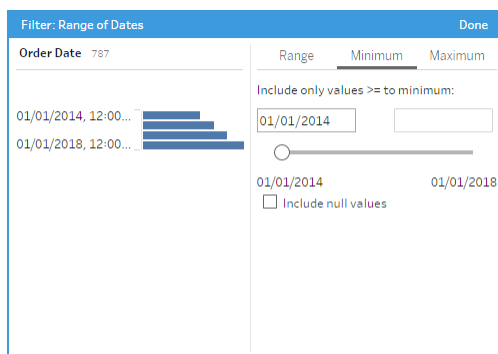 Filter: Range of Dates Done
Order Date 787
01/01/2014, 12:00...
01/01/2018, 12:00...
Range Minimum Maximum
Include only values >= to minimum:
01/01/2014
01/01/2014 01/01/2018
Include null values